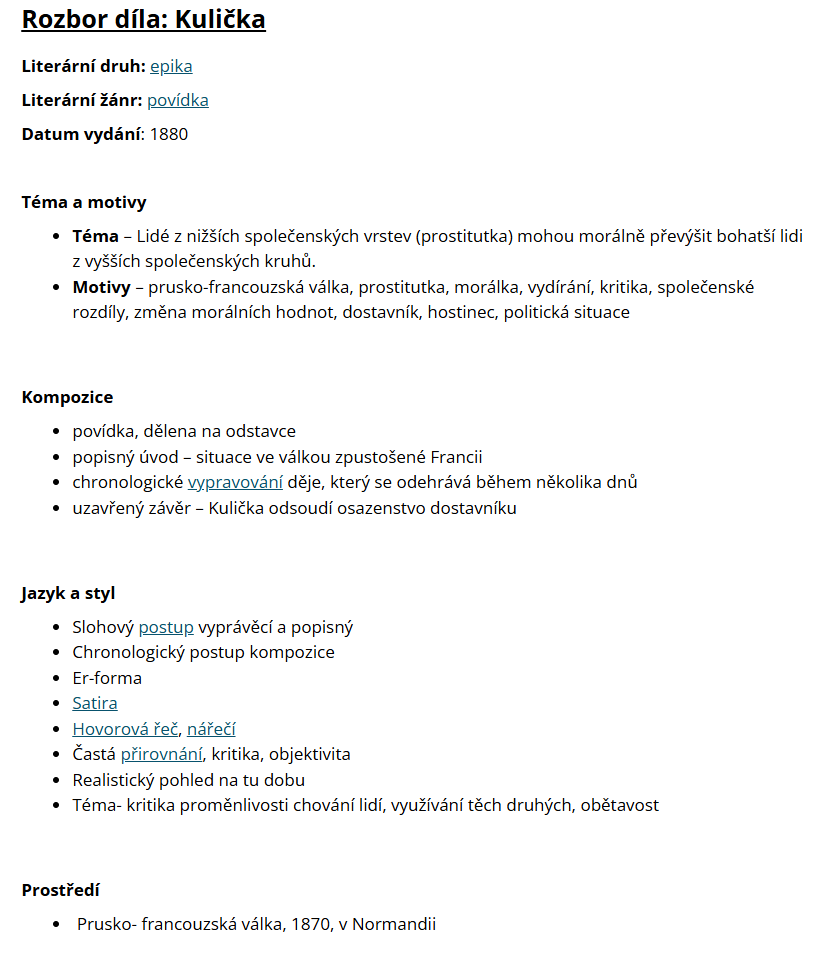 Rozbor díla: Kulička
Literární druh: epika
Literární žánr: povídka
Datum vydání: 1880
Téma a motivy
• Téma – Lidé z nižších společenských vrstev (prostitutka) mohou morálně převýšit bohatší lidi
z vyšších společenských kruhů.
• Motivy – prusko-francouzská válka, prostitutka, morálka, vydírání, kritika, společenské
rozdíly, změna morálních hodnot, dostavník, hostinec, politická situace
Kompozice
• povídka, dělena na odstavce
• popisný úvod – situace ve válkou zpustošené Francii
• chronologické vypravování děje, který se odehrává během několika dnů
• uzavřený závěr – Kulička odsoudí osazenstvo dostavníku
Jazyk a styl
• Slohový postup vyprávěcí a popisný
• Chronologický postup kompozice
• Er-forma
• Satira
• Hovorová řeč, nářečí
• Častá přirovnání, kritika, objektivita
• Realistický pohled na tu dobu
• Téma- kritika proměnlivosti chování lidí, využívání těch druhých, obětavost
Prostředí
• Prusko- francouzská válka, 1870, v Normandii